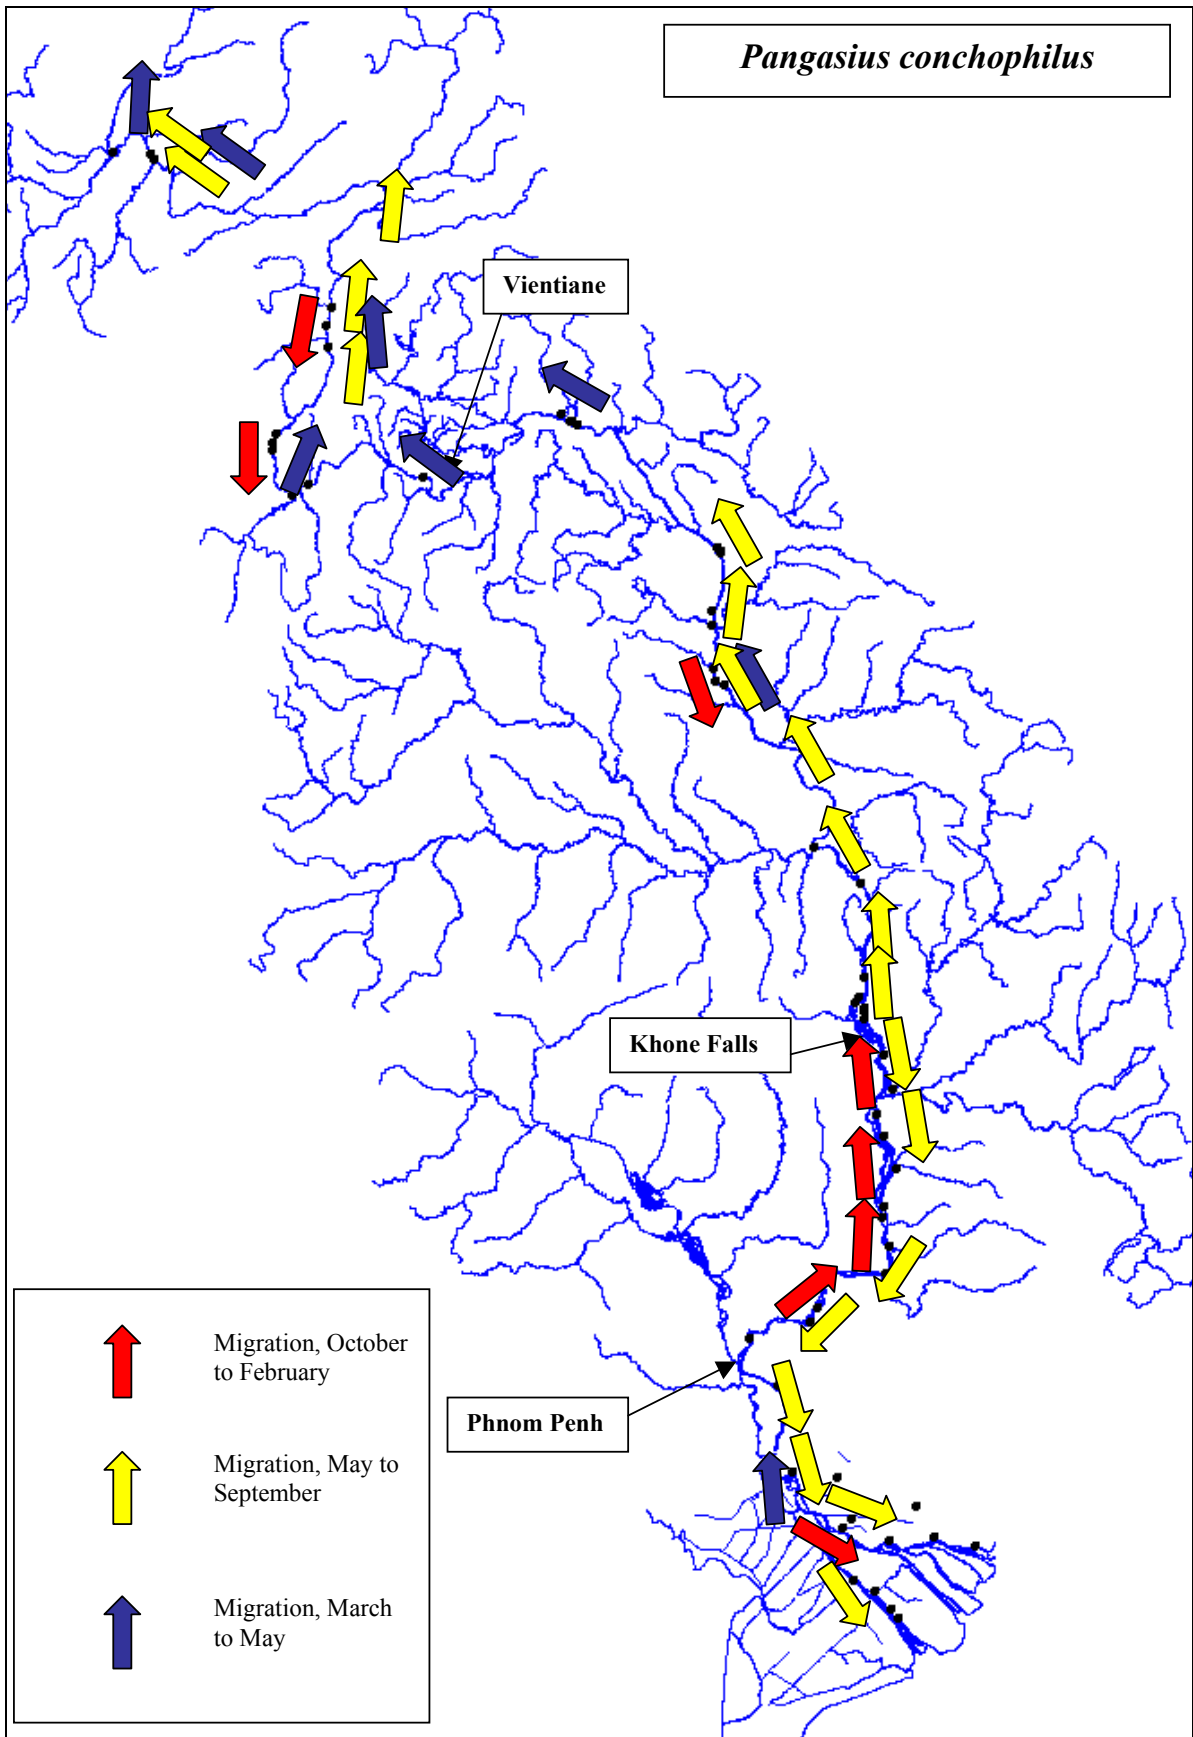 Pangasius conchophilus
Vientiane
Khone Falls
Phnom Penh
Migration, October
to February
Migration, May to
September
Migration, March
to May